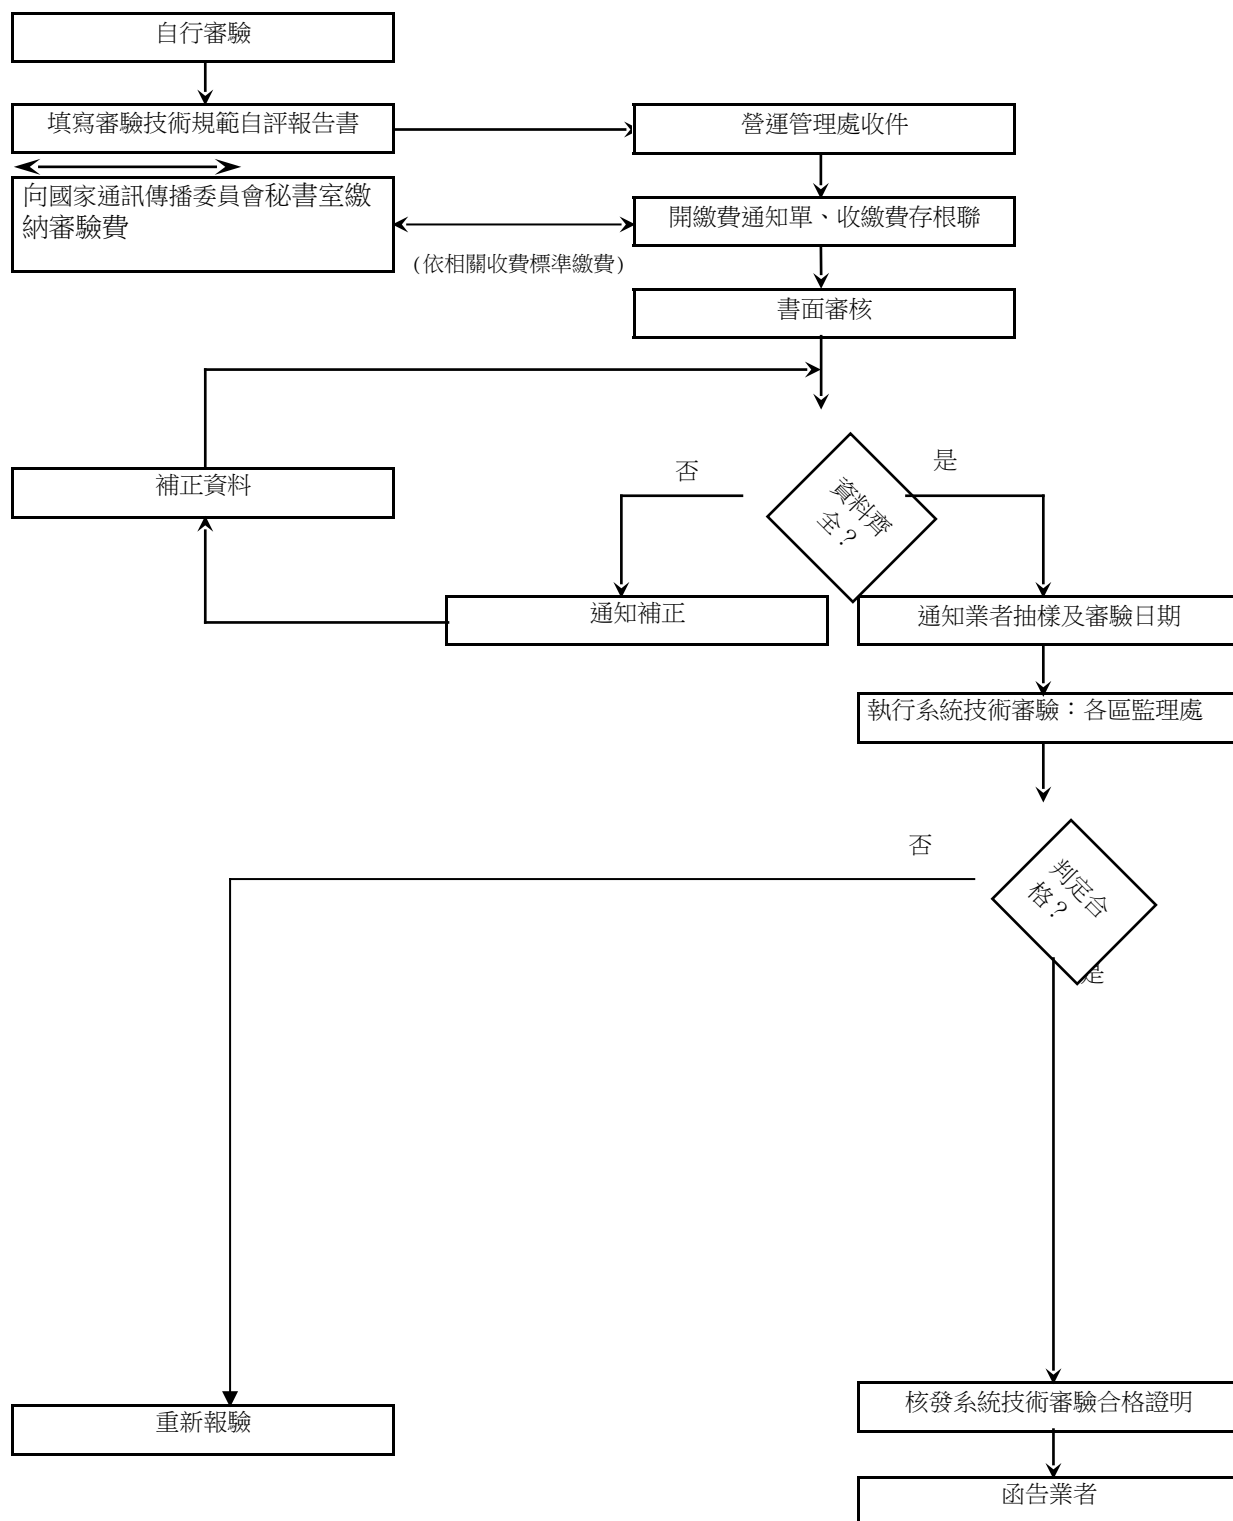 自行審驗
填寫審驗技術規範自評報告書
營運管理處收件
向國家通訊傳播委員會秘書室繳
納審驗費
開繳費通知單、收繳費存根聯
(依相關收費標準繳費)
書面審核
補正資料
否
是
資料齊
全？
通知補正
通知業者抽樣及審驗日期
執行系統技術審驗：各區監理處
否
判定合
格？
是
核發系統技術審驗合格證明
重新報驗
函告業者